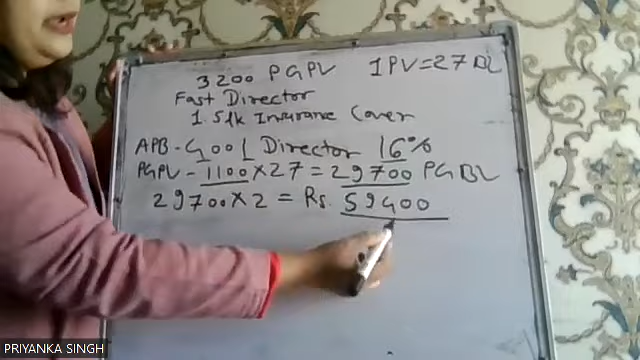 3200 PGPV 1PV=27 BL
Fast Director
1.5 lk Insurance Cover
APB-G001 Director 16%
PGPV-1100×27=29700 PGBL
29700×2=Rs.59400
PRIYANKA SINGH